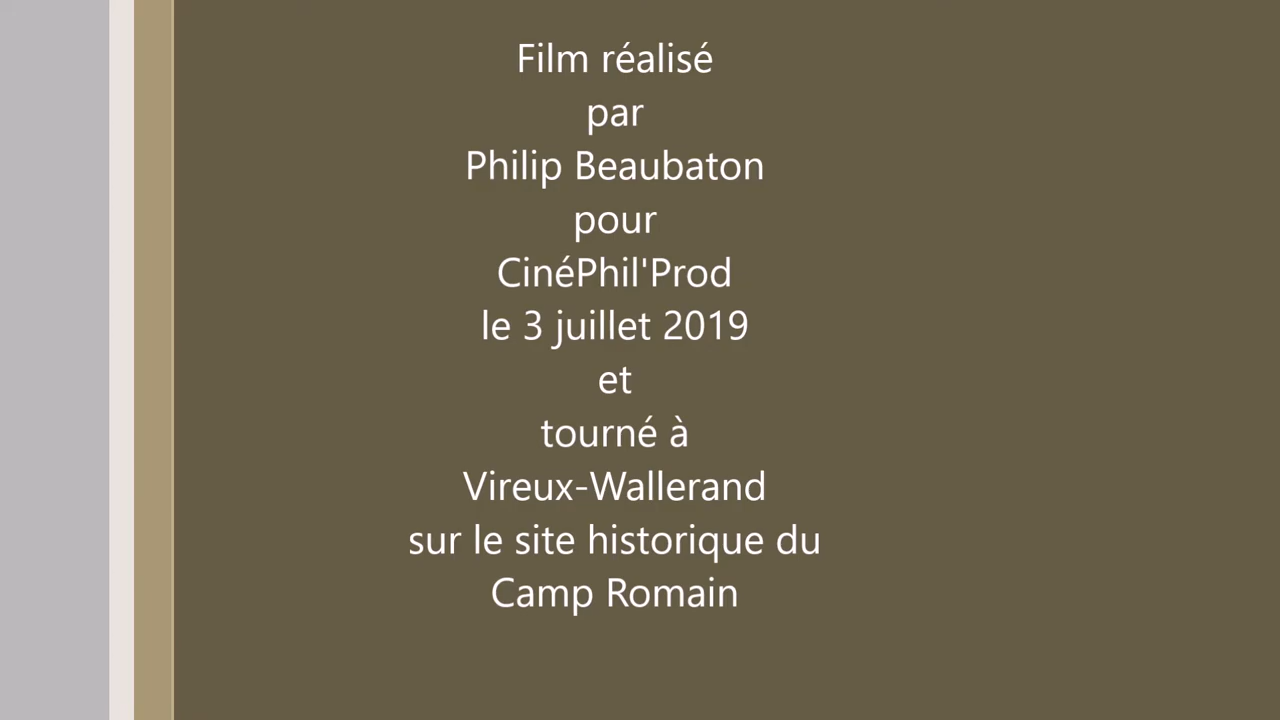 Film réalisé
par
Philip Beaubaton
pour
CinéPhil'Prod
le 3 juillet 2019
et
tourné à
Vireux-Wallerand
sur le site historique du
Camp Romain